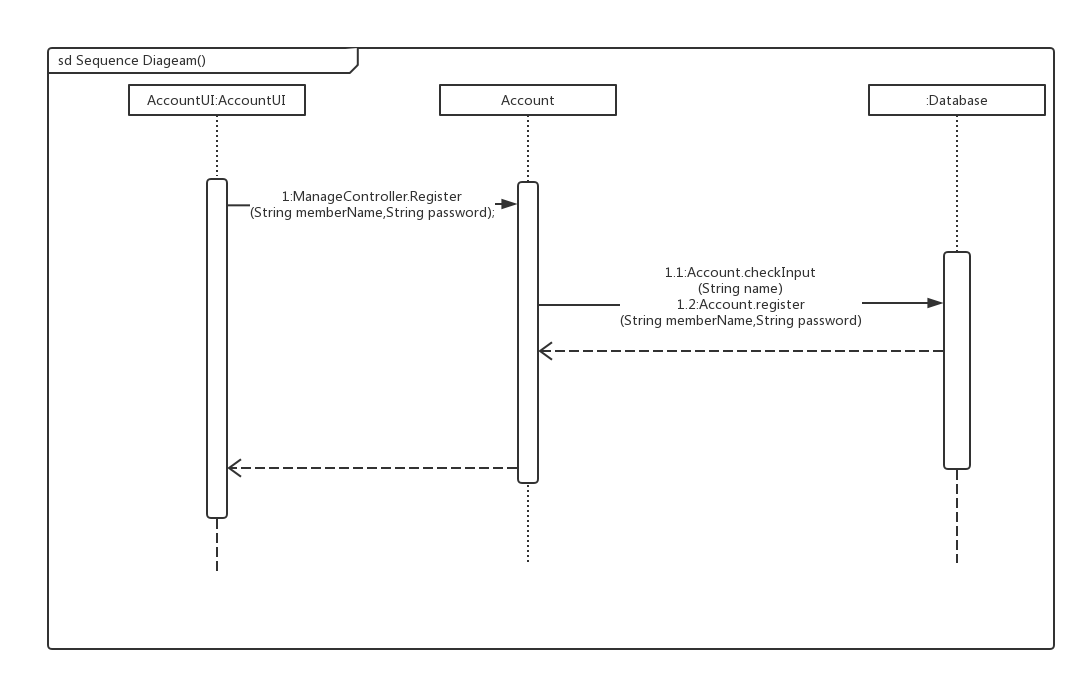 sd Sequence Diageam()
AccountUI:AccountUI
Account
:Database
1:ManageController.Register
(String memberName,String password);
1.1:Account.checkInput
(String name)
1.2:Account.register
(String memberName,String password)